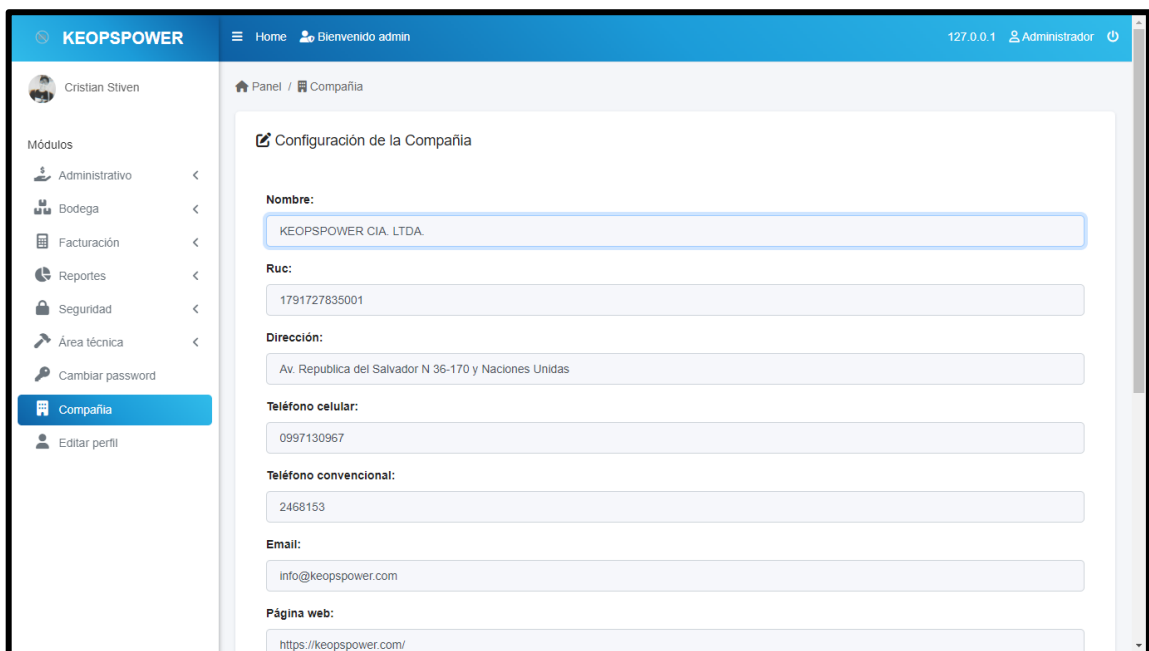 KEOPSPOWER
Home Bienvenido admin
127.0.0.1 Administrador
Cristian Stiven
Módulos
Administrativo
Bodega
Facturación
Reportes
Seguridad
Área técnica
Cambiar password
Compañia
Editar perfil
Panel / Compañia
Configuración de la Compañia
Nombre:
KEOPSPOWER CIA. LTDA.
Ruc:
1791727835001
Dirección:
Av. Republica del Salvador N 36-170 y Naciones Unidas
Teléfono celular:
0997130967
Teléfono convencional:
2468153
Email:
info@keopspower.com
Página web:
https://keopspower.com/